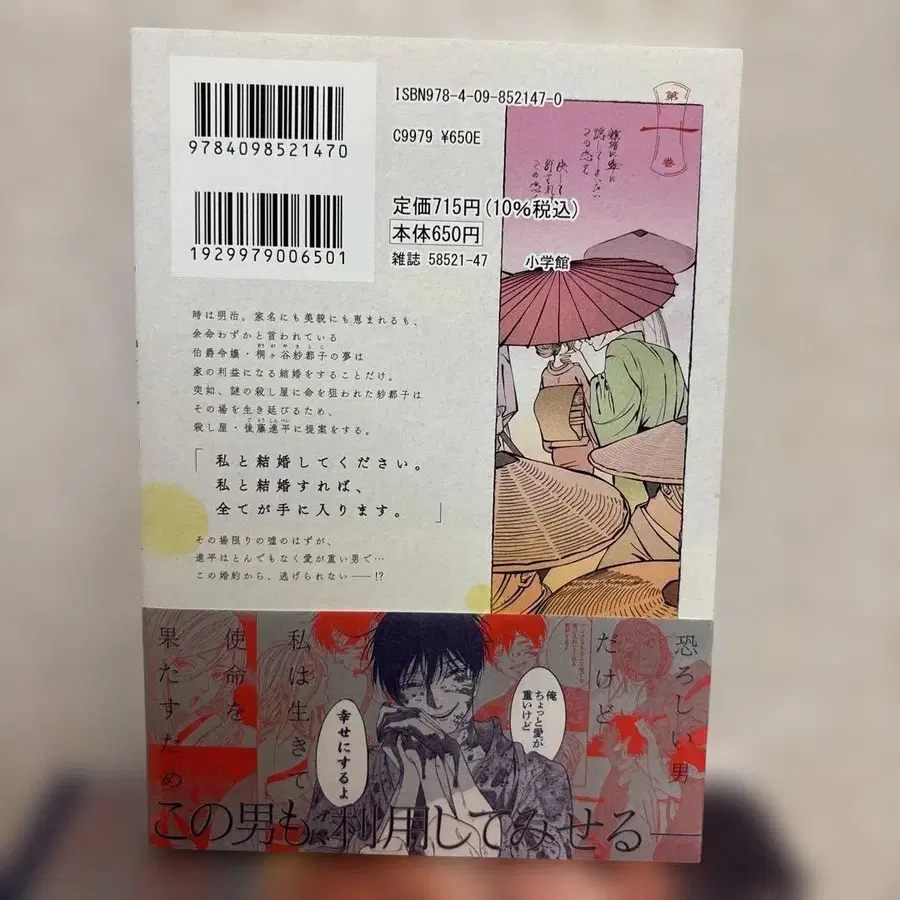 ISBN978-4-09-852147-0
C9979 ¥650E
9784098521470
定価715円(10%税込)
本体650円
雑誌 58521-47
小学館
1929979006501
第
一
巻
時は明治。家名にも美貌にも恵まれるも、
余命わずかと言われている
伯爵令嬢・桐ヶ谷紗都子の夢は
家の利益になる結婚をすることだけ。
突如、謎の殺し屋に命を狙われた紗都子は
その場を生き延びるため、
殺し屋・後藤進平に提案をする。
「私と結婚してください。
私と結婚すれば、
全てが手に入ります。」
その場限りの嘘のはずが、
進平はとんでもなく愛が重い男で…
この婚約から、逃げられない──!?
恐ろしい男
だけど
私は生きて
使命を
果たすため
俺
ちょっと愛が
重いけど
幸せにするよ
この男も利用してみせる──